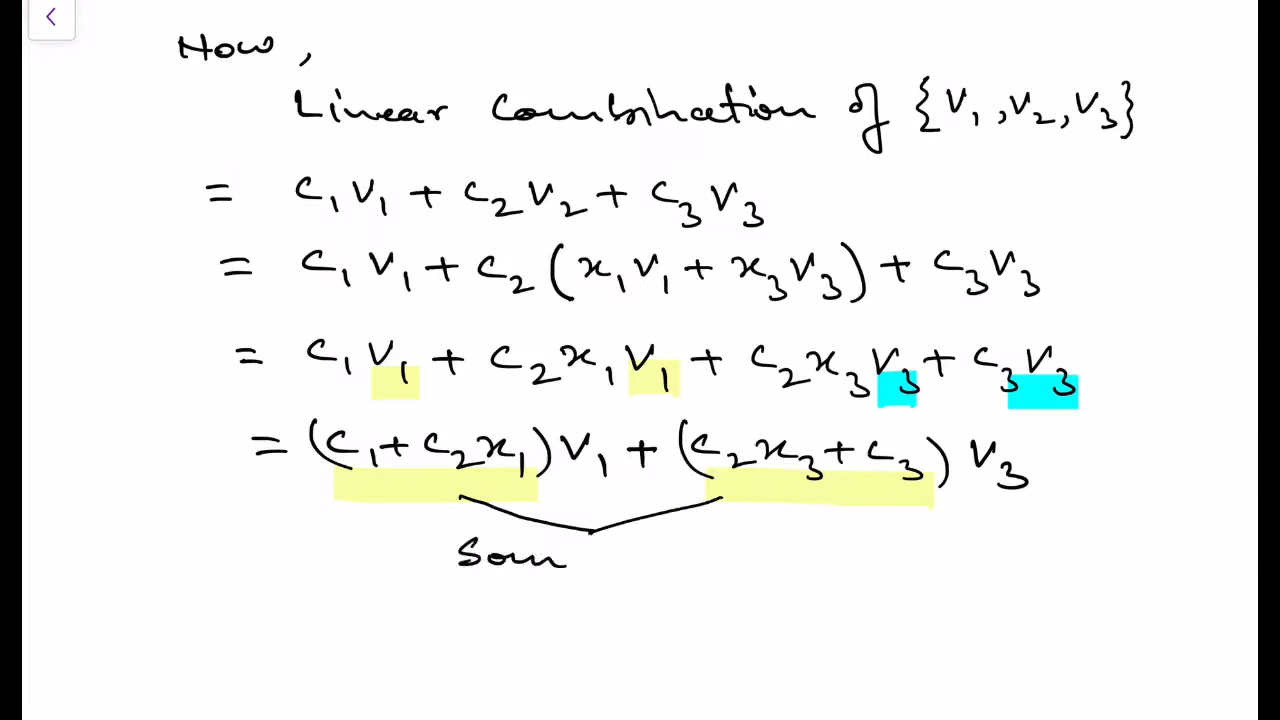 Now,
Linear combination of {v₁, v₂, v₃}
= c₁v₁ + c₂v₂ + c₃v₃
= c₁v₁ + c₂(x₁v₁ + x₃v₃) + c₃v₃
= c₁v₁ + c₂x₁v₁ + c₂x₃v₃ + c₃v₃
= (c₁+c₂x₁)v₁ + (c₂x₃+c₃)v₃
Som